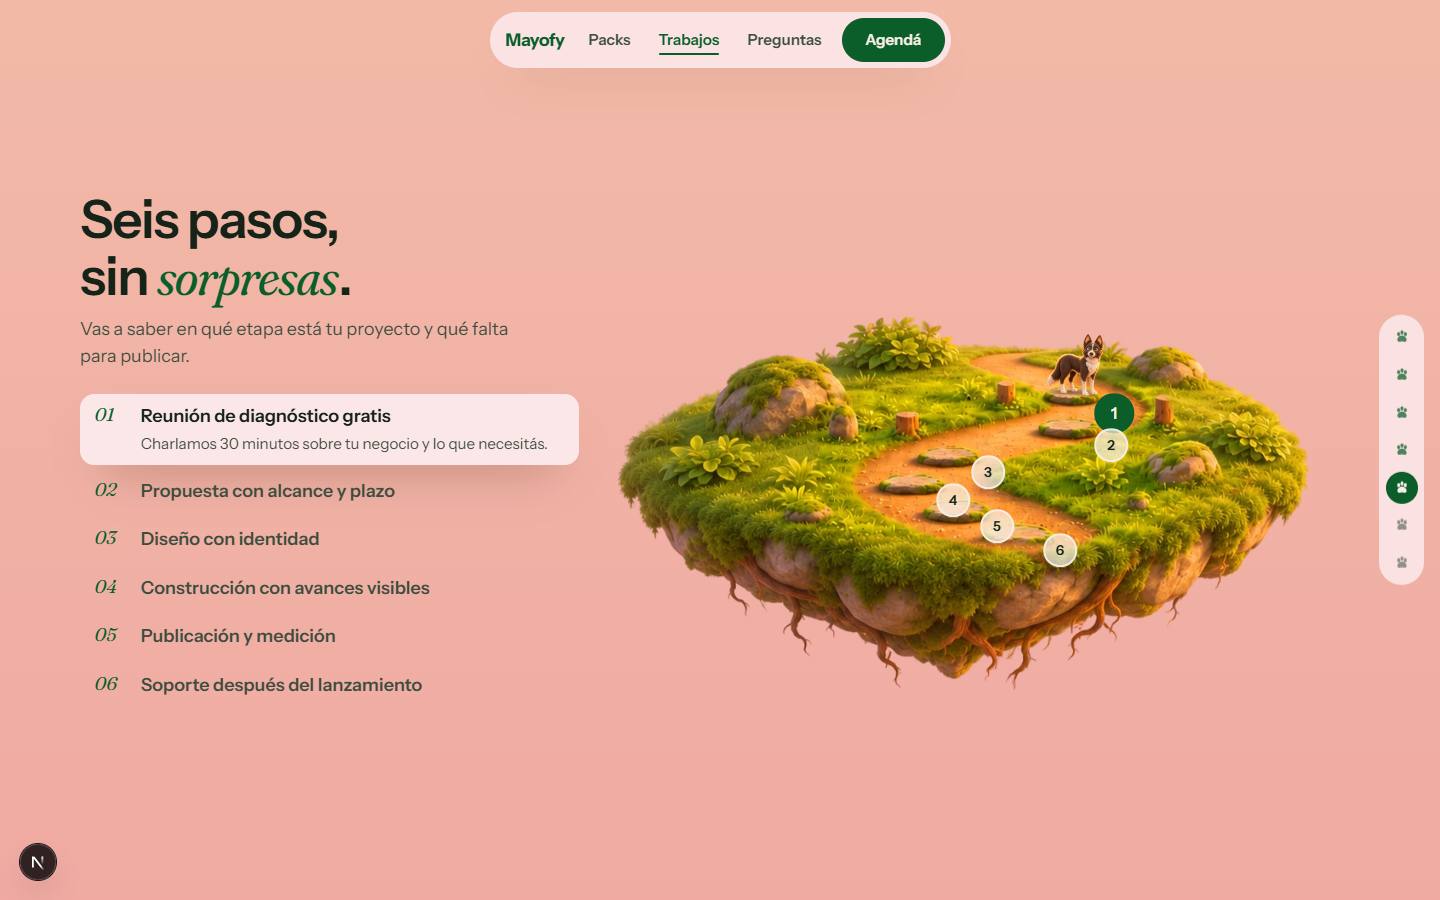 Mayofy Packs Trabajos Preguntas Agendá
Seis pasos,
sin sorpresas.
Vas a saber en qué etapa está tu proyecto y qué falta
para publicar.
01 Reunión de diagnóstico gratis
Charlamos 30 minutos sobre tu negocio y lo que necesitás.
02 Propuesta con alcance y plazo
03 Diseño con identidad
04 Construcción con avances visibles
05 Publicación y medición
06 Soporte después del lanzamiento
1
2
3
4
5
6
N